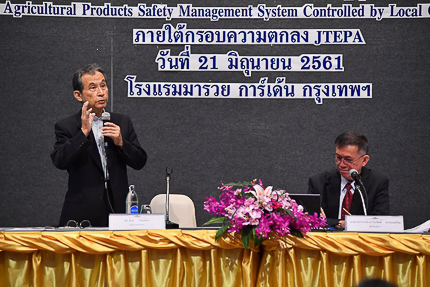 Agricultural Products Safety Management System Controlled by Local
ภายใต้กรอบความตกลง JTEPA
วันที่ 21 มิถุนายน 2561
โรงแรมมารวย การ์เด้น กรุงเทพฯ